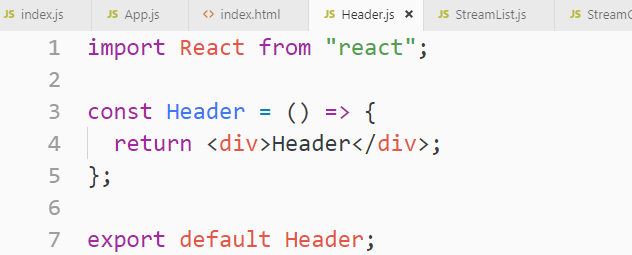 JS index.js JS App.js <> index.html JS Header.js × JS StreamList.js JS Stream
1 import React from "react";
2
3 const Header = () => {
4 return <div>Header</div>;
5 };
6
7 export default Header;